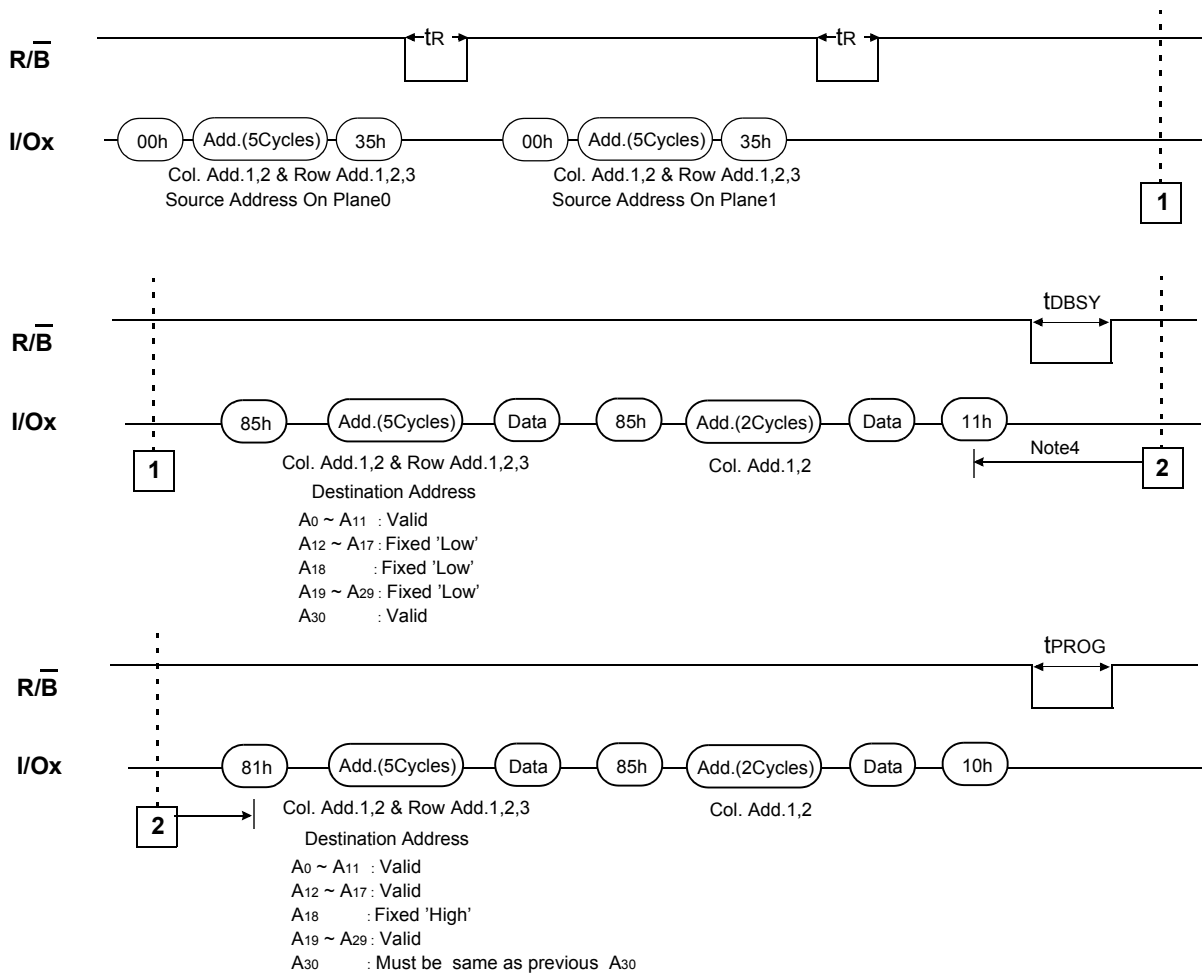 tR tR
R/B̅
I/Ox 00h Add.(5Cycles) 35h 00h Add.(5Cycles) 35h
Col. Add.1,2 & Row Add.1,2,3 Col. Add.1,2 & Row Add.1,2,3
Source Address On Plane0 Source Address On Plane1
1
tDBSY
R/B̅
I/Ox 85h Add.(5Cycles) Data 85h Add.(2Cycles) Data 11h
Note4
1 Col. Add.1,2 & Row Add.1,2,3 Col. Add.1,2 2
Destination Address
A0 ~ A11 : Valid
A12 ~ A17 : Fixed ’Low’
A18 : Fixed ’Low’
A19 ~ A29 : Fixed ’Low’
A30 : Valid
tPROG
R/B̅
I/Ox 81h Add.(5Cycles) Data 85h Add.(2Cycles) Data 10h
2 Col. Add.1,2 & Row Add.1,2,3 Col. Add.1,2
Destination Address
A0 ~ A11 : Valid
A12 ~ A17 : Valid
A18 : Fixed ’High’
A19 ~ A29 : Valid
A30 : Must be same as previous A30